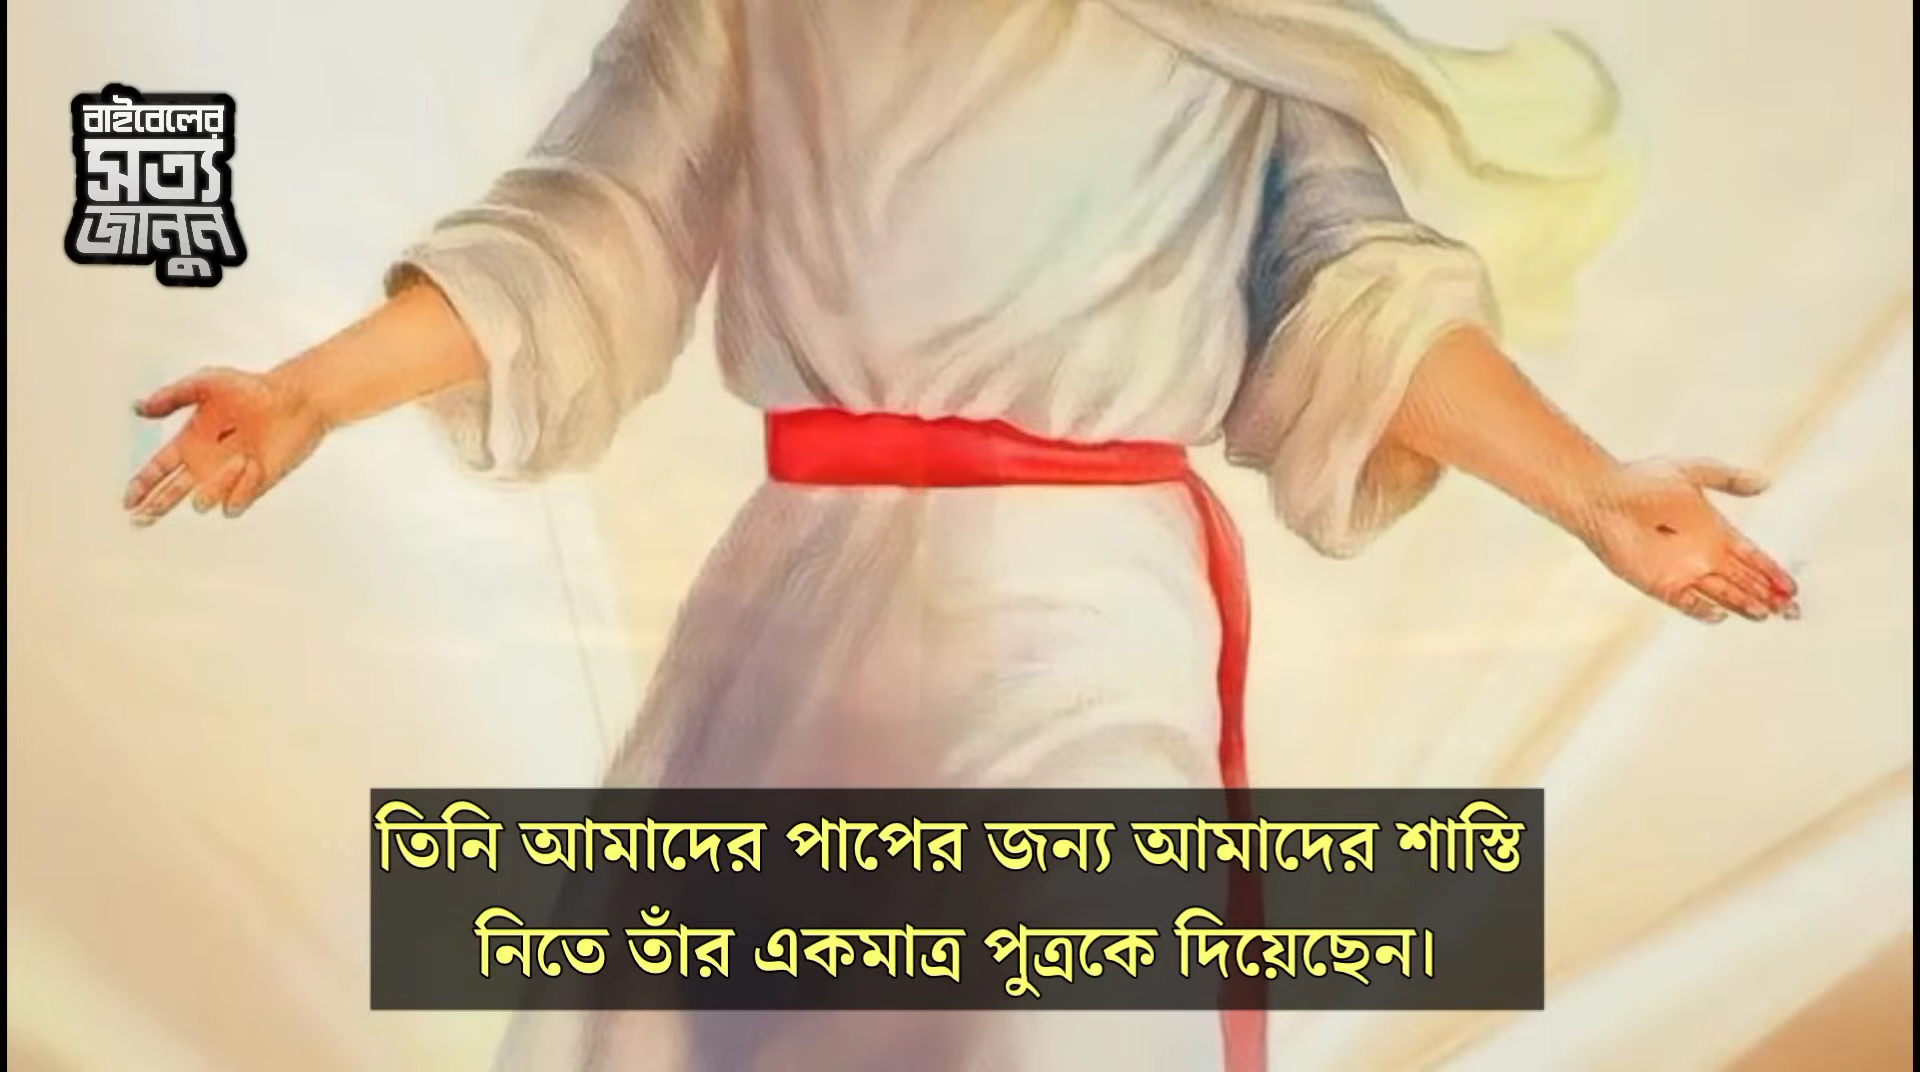 বাইবেলের
সত্য
জানুন
তিনি আমাদের পাপের জন্য আমাদের শাস্তি
নিতে তাঁর একমাত্র পুত্রকে দিয়েছেন।